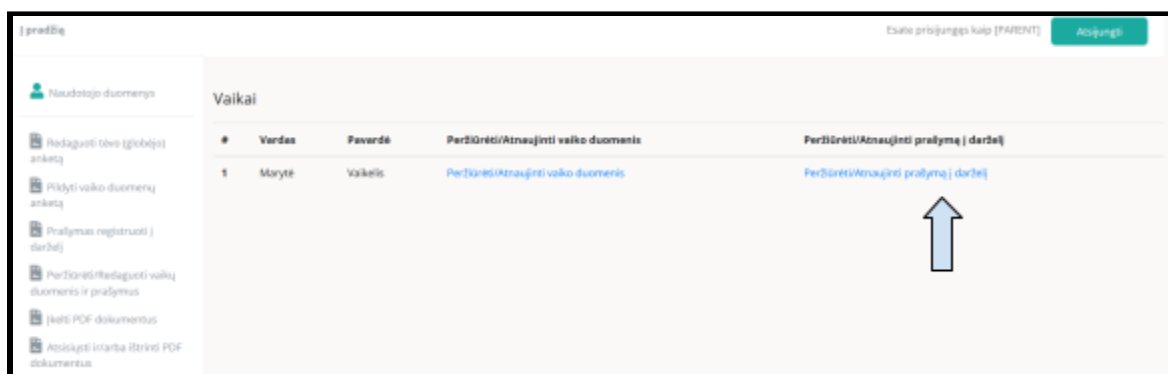 Į pradžią
Esate prisijungęs kaip [PARENT]
Atsijungti
Naudotojo duomenys
Redaguoti tėvo (globėjo)
anketą
Pildyti vaiko duomenų
anketą
Prašymas registruoti į
darželį
Peržiūrėti/Redaguoti vaikų
duomenis ir prašymus
Įkelti PDF dokumentus
Atsisiųsti ir/arba ištrinti PDF
dokumentus
Vaikai
# Vardas Pavardė Peržiūrėti/Atnaujinti vaiko duomenis Peržiūrėti/Atnaujinti prašymą į darželį
1 Marytė Vaikelis Peržiūrėti/Atnaujinti vaiko duomenis Peržiūrėti/Atnaujinti prašymą į darželį